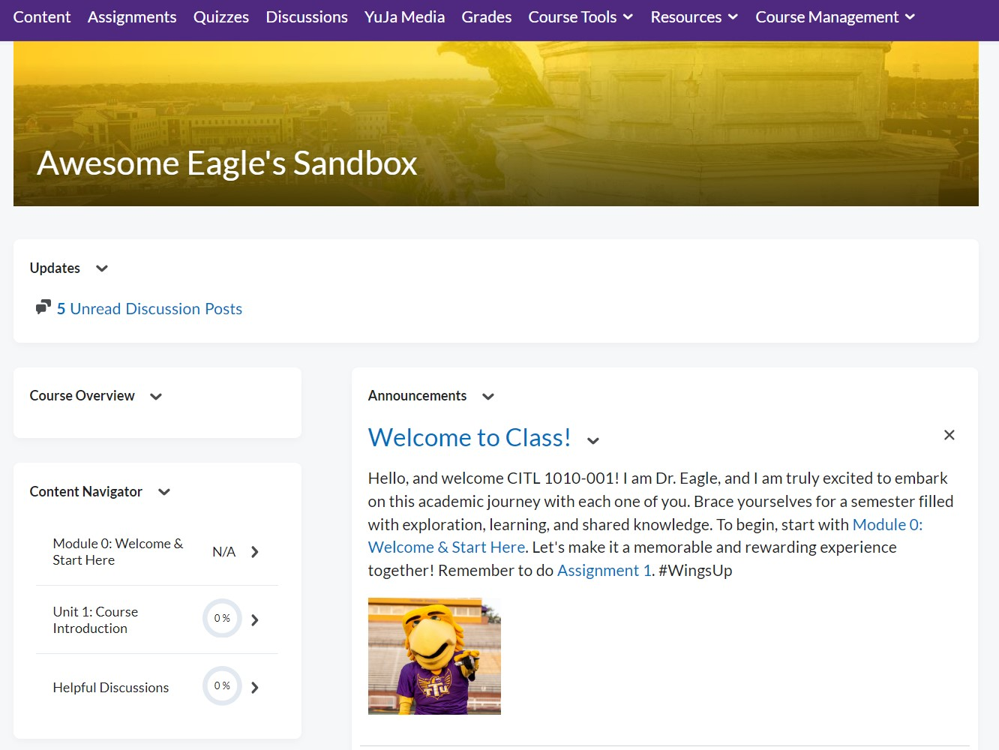 Content Assignments Quizzes Discussions YuJa Media Grades Course Tools Resources Course Management
Awesome Eagle's Sandbox
Updates
5 Unread Discussion Posts
Course Overview
Content Navigator
Module 0: Welcome &
Start Here
N/A
Unit 1: Course
Introduction
0 %
Helpful Discussions
0 %
Announcements
Welcome to Class!
Hello, and welcome CITL 1010-001! I am Dr. Eagle, and I am truly excited to embark
on this academic journey with each one of you. Brace yourselves for a semester filled
with exploration, learning, and shared knowledge. To begin, start with Module 0:
Welcome & Start Here. Let's make it a memorable and rewarding experience
together! Remember to do Assignment 1. #WingsUp
TTU